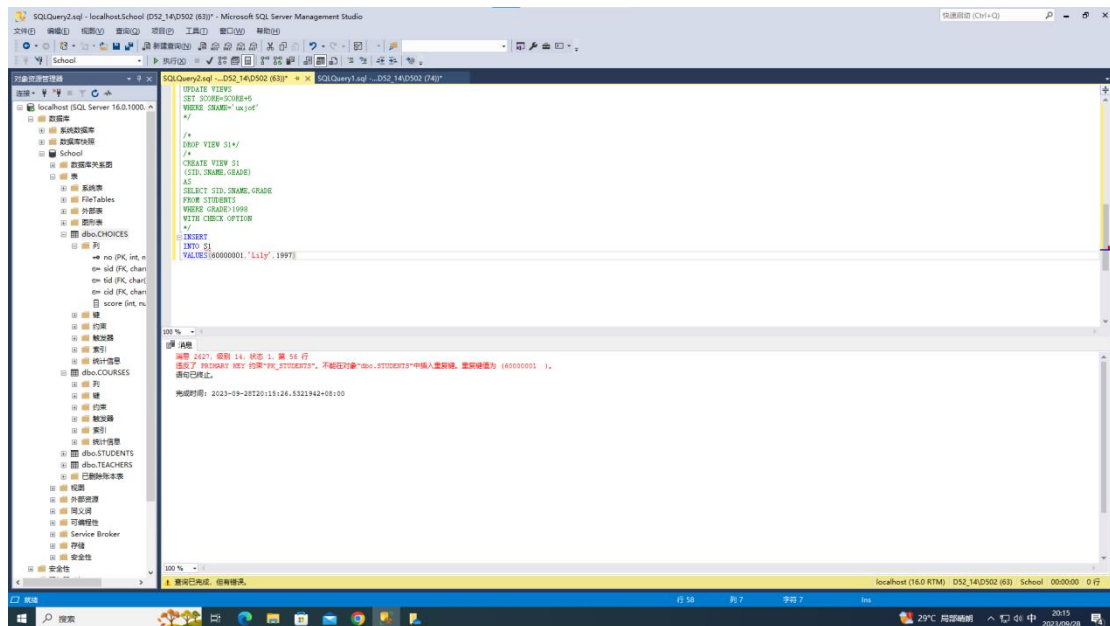 SQLQuery2.sql - localhost.School (D52_14\D502 (63))* - Microsoft SQL Server Management Studio
快速启动 (Ctrl+Q)
文件(F) 编辑(E) 视图(V) 查询(Q) 项目(P) 工具(T) 窗口(W) 帮助(H)
新建查询(N)
School
执行(X)
对象资源管理器
SQLQuery2.sql -...D52_14\D502 (63))*
SQLQuery1.sql -...D52_14\D502 (74))*
连接
localhost (SQL Server 16.0.1000.
数据库
系统数据库
数据库快照
School
数据库关系图
表
系统表
FileTables
外部表
图形表
dbo.CHOICES
列
no (PK, int, n
sid (FK, char(
tid (FK, char(
cid (FK, char(
score (int, nu
键
约束
触发器
索引
统计信息
dbo.COURSES
列
键
约束
触发器
索引
统计信息
dbo.STUDENTS
dbo.TEACHERS
已删除账本表
视图
外部资源
同义词
可编程性
Service Broker
存储
安全性
安全性
UPDATE VIEWS
SET SCORE=SCORE+5
WHERE SNAME='uxjof'
*/
/*
DROP VIEW S1*/
/*
CREATE VIEW S1
(SID,SNAME,GEADE)
AS
SELECT SID,SNAME,GRADE
FROM STUDENTS
WHERE GRADE>1998
WITH CHECK OPTION
*/
INSERT
INTO S1
VALUES(60000001,'Lily',1997)
100 %
消息
消息 2627，级别 14，状态 1，第 56 行
违反了 PRIMARY KEY 约束“PK_STUDENTS”。不能在对象“dbo.STUDENTS”中插入重复键。重复键值为 (60000001  )。
语句已终止。
完成时间: 2023-09-28T20:15:26.5321942+08:00
100 %
查询已完成，但有错误。
localhost (16.0 RTM) D52_14\D502 (63) School 00:00:00 0 行
就绪
行 58 列 7 字符 7 Ins
搜索
29°C 局部晴朗
中
20:15
2023/09/28